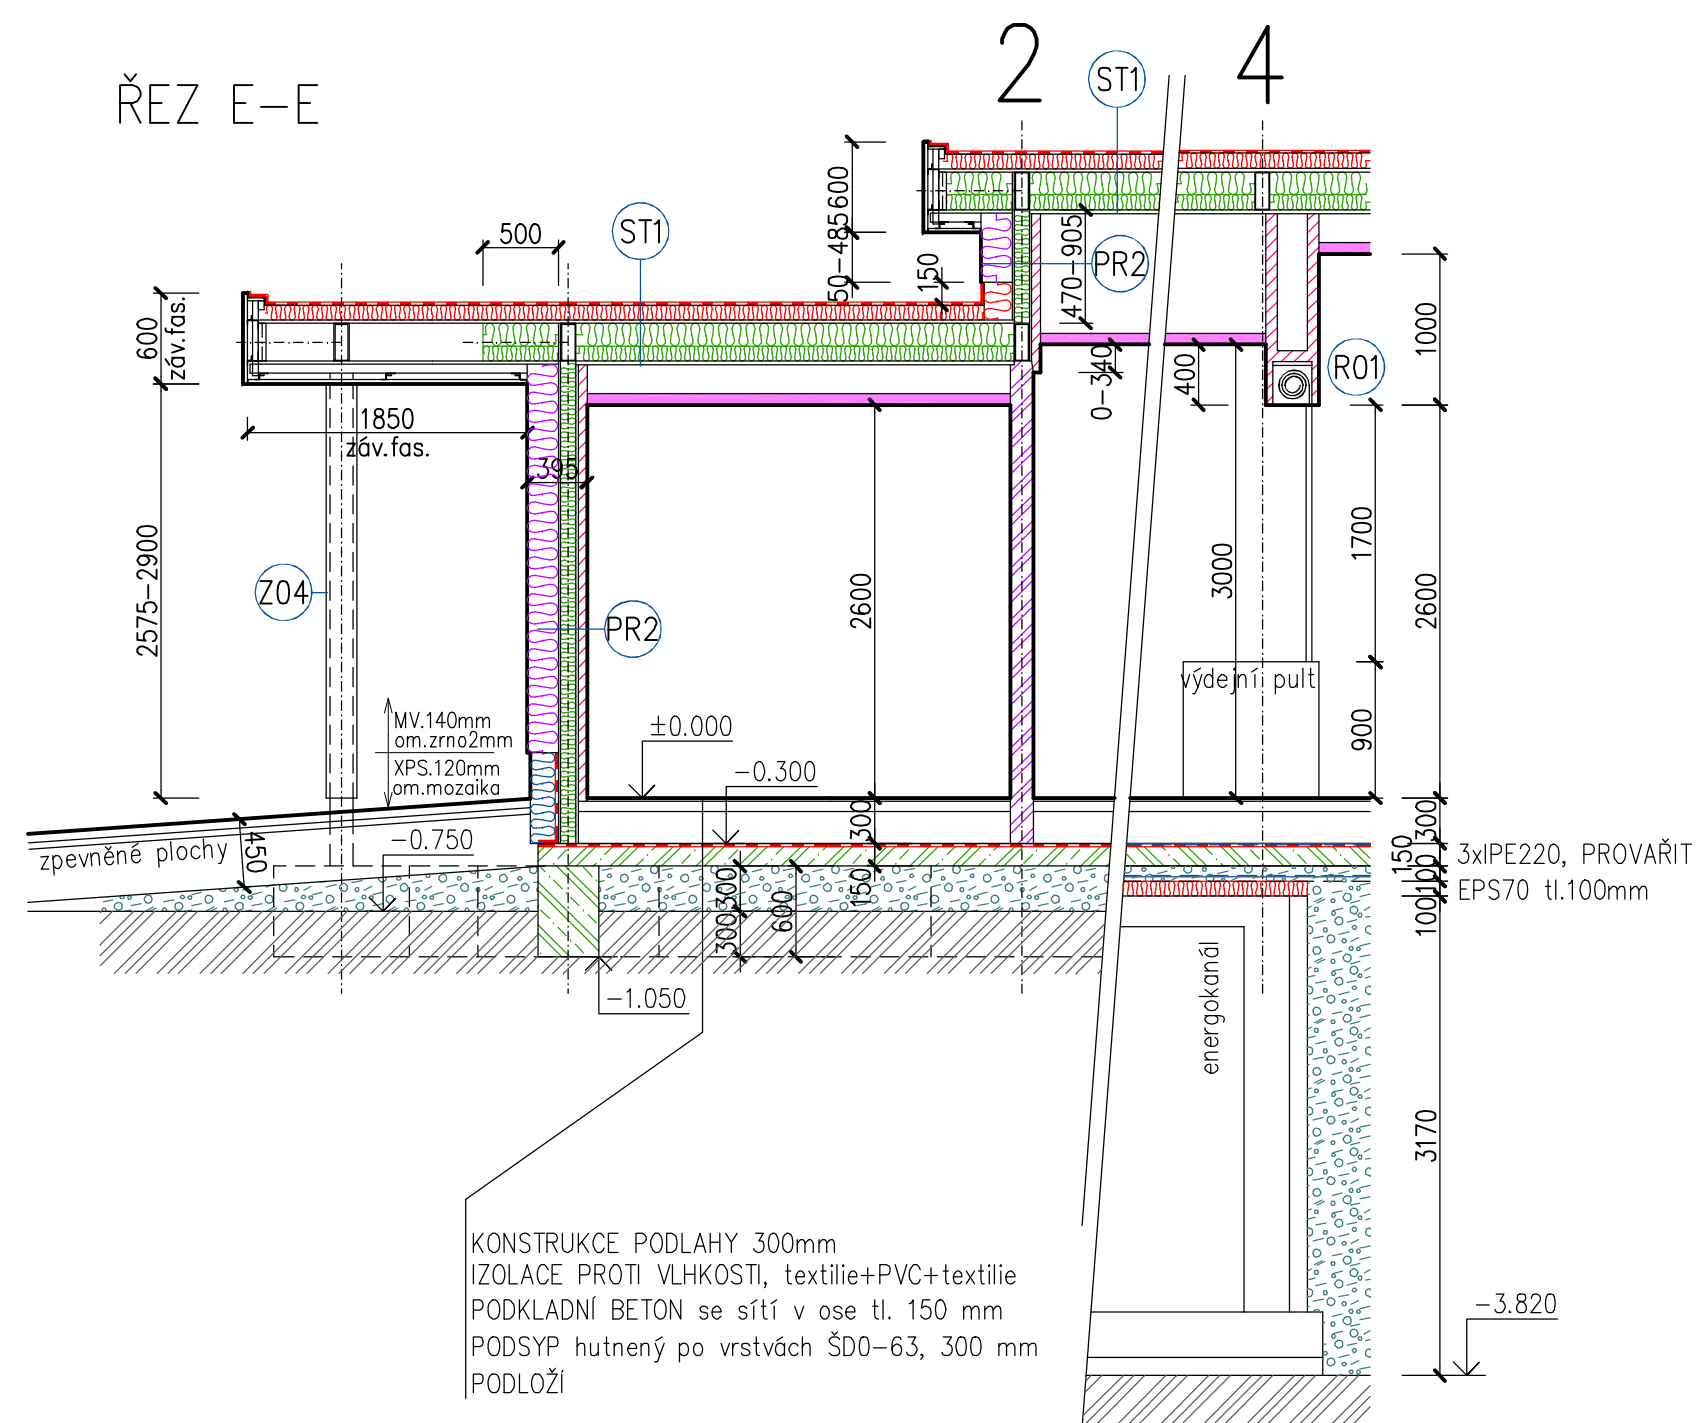 ŘEZ E-E
2
4
ST1
600
50-485
150
470-905
PR2
500
ST1
600
záv.fas.
1850
záv.fas.
395
0-340
400
R01
1000
2575-2900
Z04
PR2
2600
3000
1700
2600
výdejní pult
900
MV.140mm
om.zrno2mm
XPS.120mm
om.mozaika
±0.000
-0.300
-0.750
zpevněné plochy
450
300
150
300
300
600
-1.050
300
150
100
100
3xIPE220, PROVAŘIT
EPS70 tl.100mm
energokanál
3170
-3.820
KONSTRUKCE PODLAHY 300mm
IZOLACE PROTI VLHKOSTI, textilie+PVC+textilie
PODKLADNÍ BETON se sítí v ose tl. 150 mm
PODSYP hutnený po vrstvách ŠD0-63, 300 mm
PODLOŽÍ